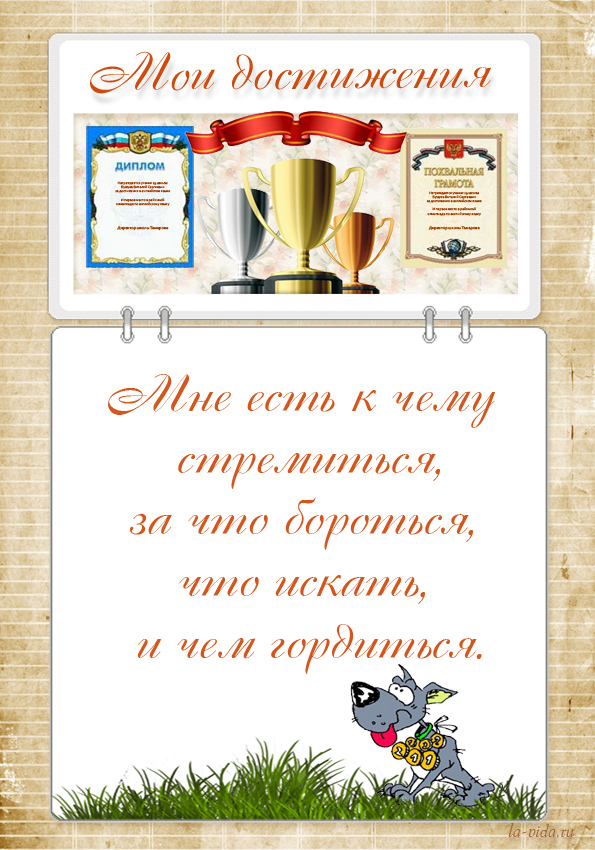 Мои достижения
ДИПЛОМ
ПОХВАЛЬНАЯ
ГРАМОТА
Мне есть к чему
стремиться,
за что бороться,
что искать,
и чем гордиться.
la-vida.ru